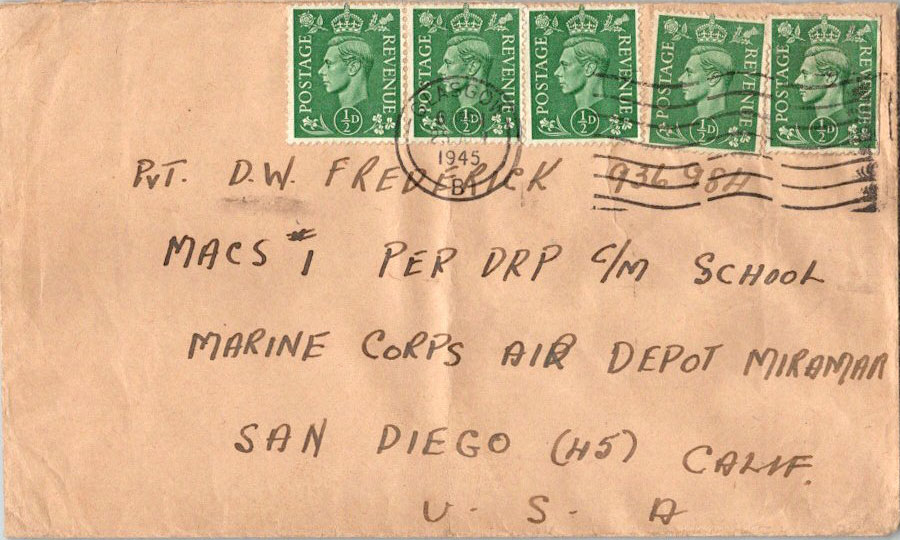 POSTAGE REVENUE ½D
POSTAGE REVENUE ½D
POSTAGE REVENUE ½D
POSTAGE REVENUE ½D
POSTAGE REVENUE ½D
GLASGOW
1945
B1
PVT. D.W. FREDERICK 936984
MACS #1 PER DRP C/M SCHOOL
MARINE CORPS AIR DEPOT MIRAMAR
SAN DIEGO (45) CALIF.
U. S. A